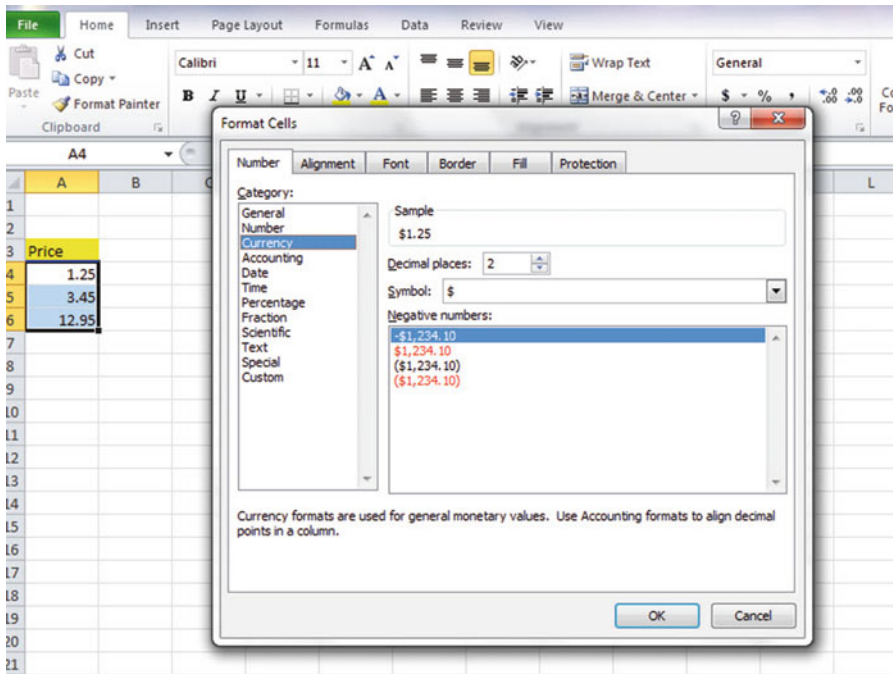 File Home Insert Page Layout Formulas Data Review View
Cut
Copy
Paste
Format Painter
Clipboard
Calibri 11 A A
B I U A
Wrap Text
Merge & Center
General
$ % , .00 .0
A4
A B L
Format Cells
Number Alignment Font Border Fill Protection
Category:
General
Number
Currency
Accounting
Date
Time
Percentage
Fraction
Scientific
Text
Special
Custom
Sample
$1.25
Decimal places: 2
Symbol: $
Negative numbers:
-$1,234.10
$1,234.10
($1,234.10)
($1,234.10)
Currency formats are used for general monetary values. Use Accounting formats to align decimal
points in a column.
OK Cancel
1
2
3 Price
4 1.25
5 3.45
6 12.95
7
8
9
10
11
12
13
14
15
16
17
18
19
20
21